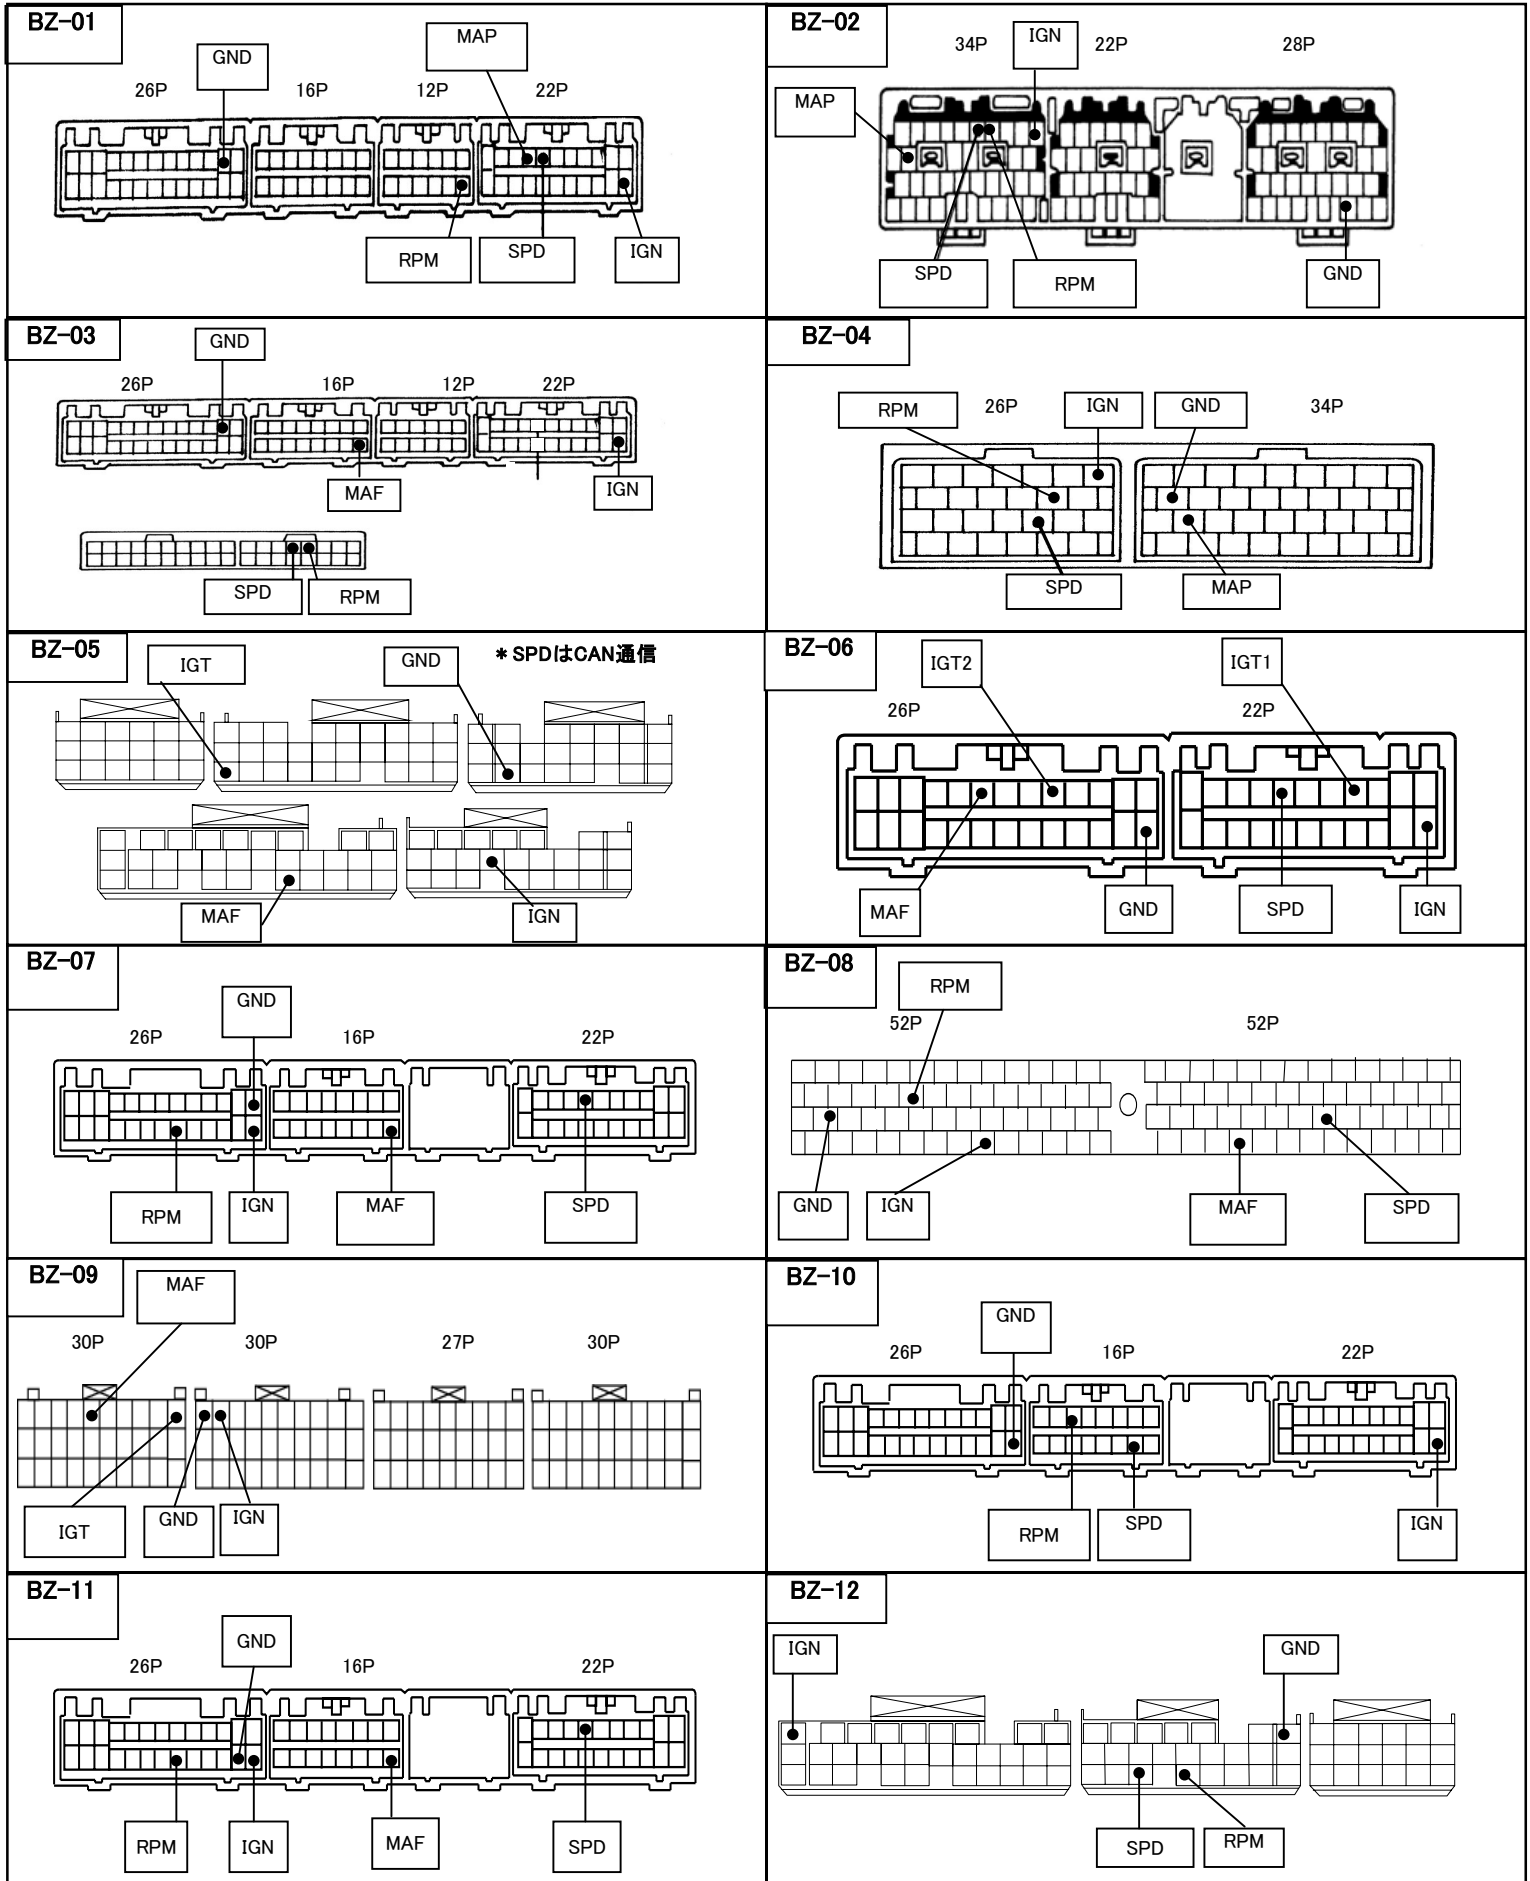 BZ-01
MAP
GND
26P 16P 12P 22P
RPM SPD IGN
BZ-02
34P IGN 22P 28P
MAP
SPD RPM GND
BZ-03
GND
26P 16P 12P 22P
MAF IGN
SPD RPM
BZ-04
RPM 26P IGN GND 34P
SPD MAP
BZ-05
IGT GND *SPDはCAN通信
MAF IGN
BZ-06
IGT2 IGT1
26P 22P
MAF GND SPD IGN
BZ-07
GND
26P 16P 22P
RPM IGN MAF SPD
BZ-08
RPM
52P 52P
GND IGN MAF SPD
BZ-09
MAF
30P 30P 27P 30P
IGT GND IGN
BZ-10
GND
26P 16P 22P
RPM SPD IGN
BZ-11
GND
26P 16P 22P
RPM IGN MAF SPD
BZ-12
IGN GND
SPD RPM